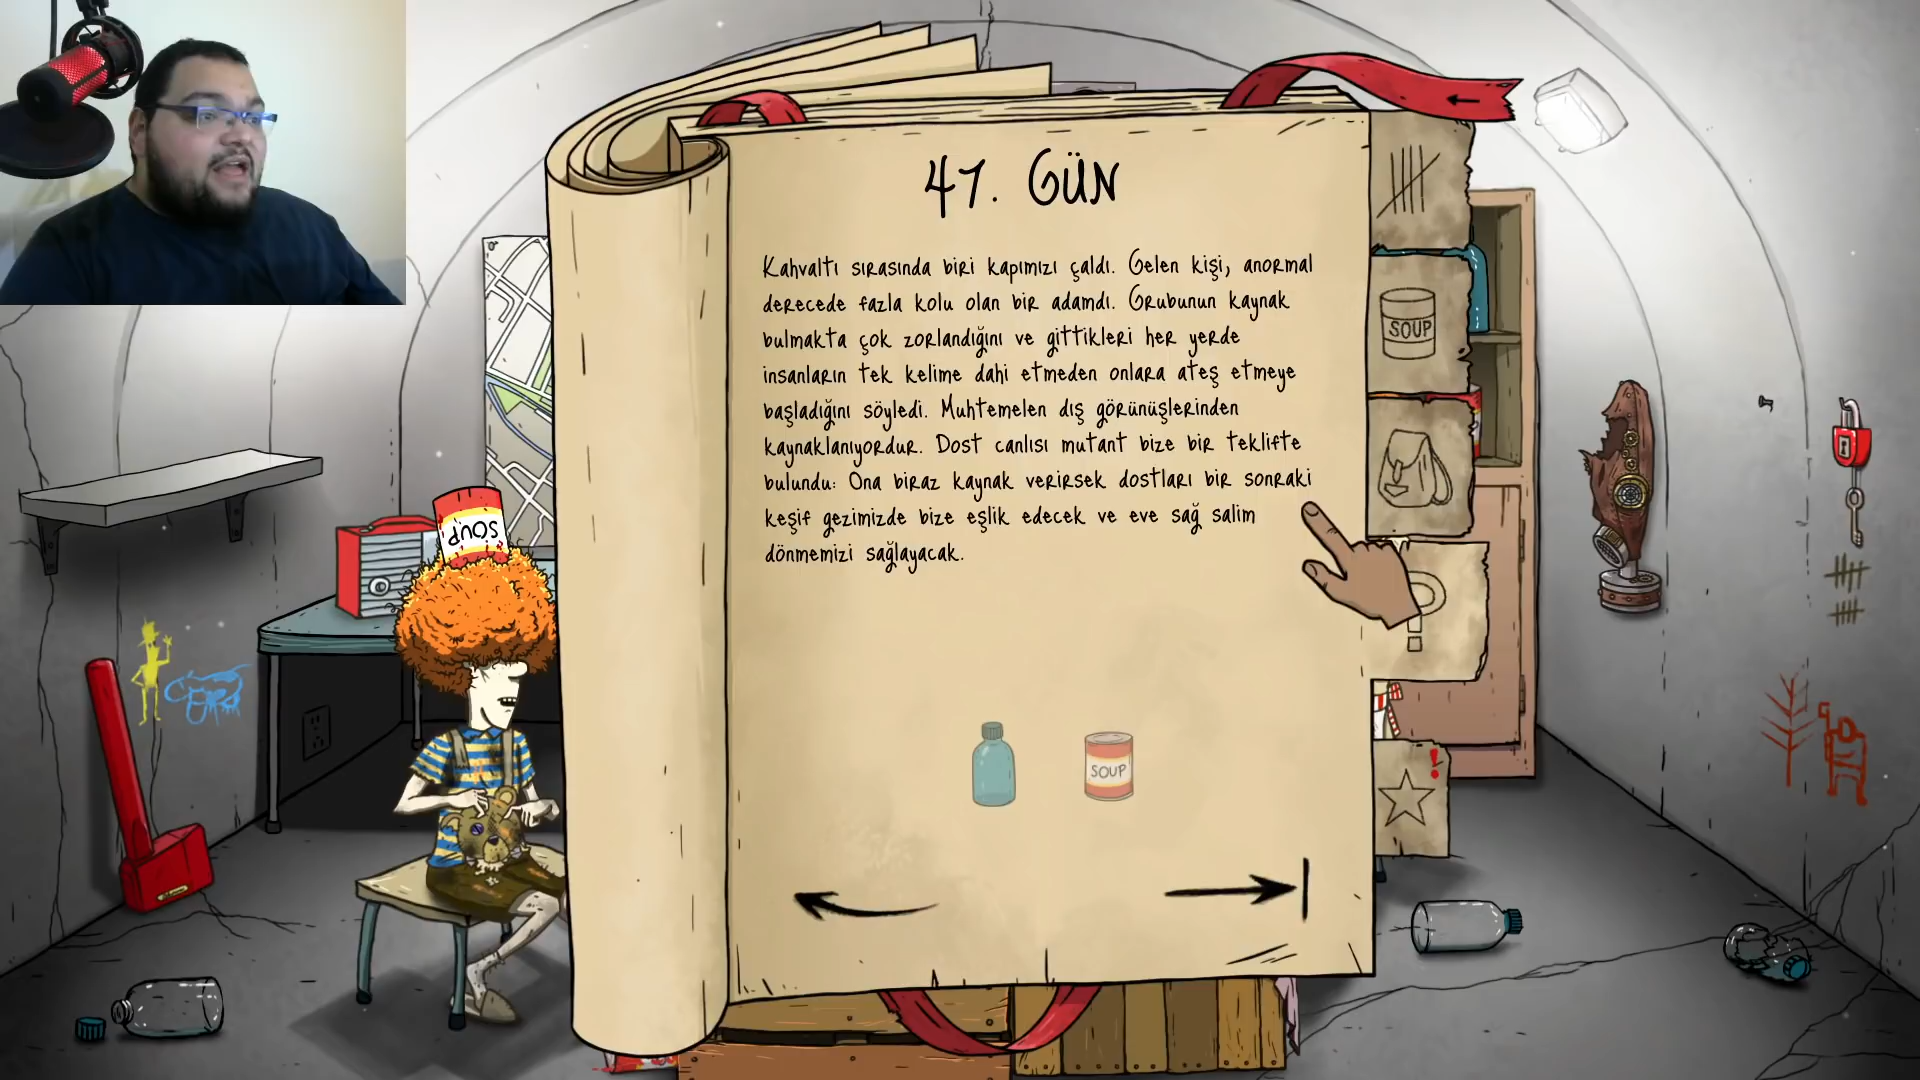 47. GÜN
Kahvaltı sırasında biri kapımızı çaldı. Gelen kişi, anormal
derecede fazla kolu olan bir adamdı. Grubunun kaynak
bulmakta çok zorlandığını ve gittikleri her yerde
insanların tek kelime dahi etmeden onlara ateş etmeye
başladığını söyledi. Muhtemelen dış görünüşlerinden
kaynaklanıyordur. Dost canlısı mutant bize bir teklifte
bulundu: Ona biraz kaynak verirsek dostları bir sonraki
keşif gezimizde bize eşlik edecek ve eve sağ salim
dönmemizi sağlayacak.
SOUP
SOUP
SOUP